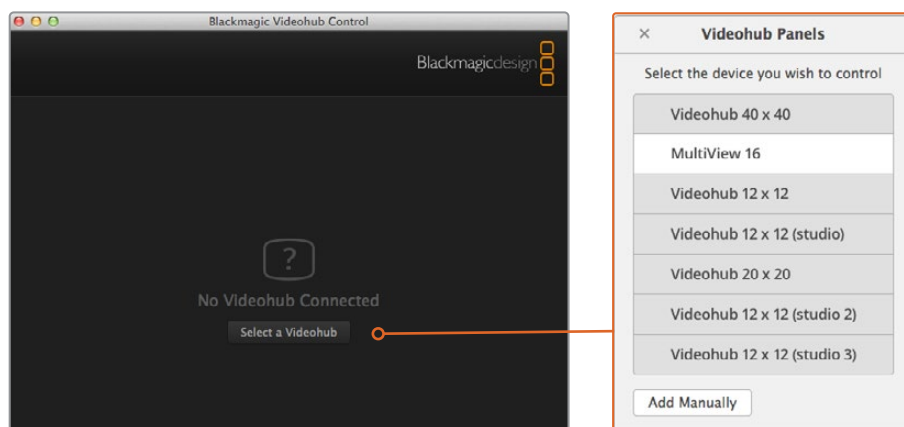 Blackmagic Videohub Control
Blackmagicdesign
?
No Videohub Connected
Select a Videohub
Videohub Panels
Select the device you wish to control
Videohub 40 x 40
MultiView 16
Videohub 12 x 12
Videohub 12 x 12 (studio)
Videohub 20 x 20
Videohub 12 x 12 (studio 2)
Videohub 12 x 12 (studio 3)
Add Manually